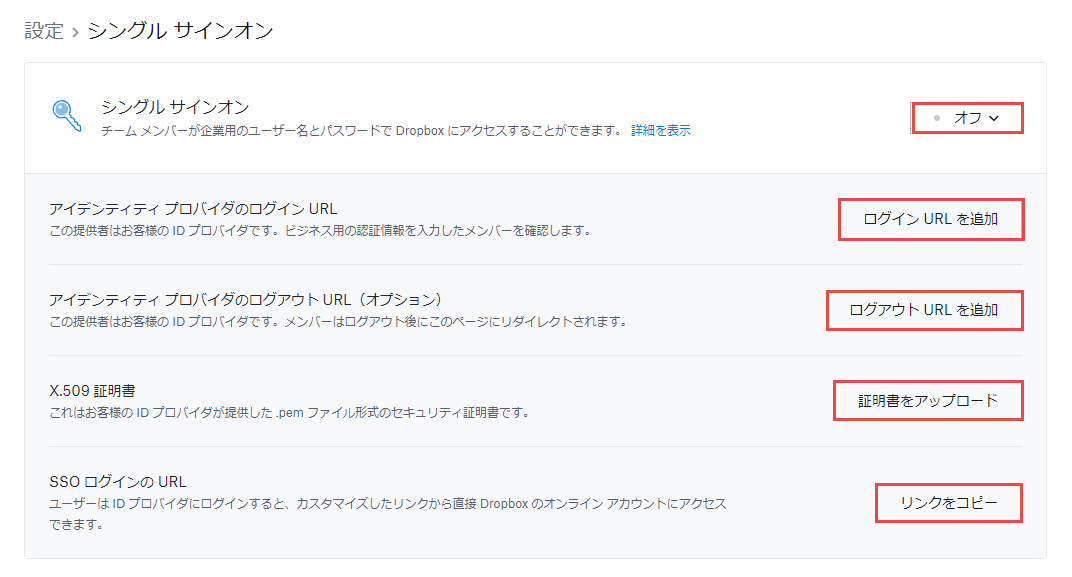 設定 › シングル サインオン
シングル サインオン
チーム メンバーが企業用のユーザー名とパスワードで Dropbox にアクセスすることができます。 詳細を表示
オフ
アイデンティティ プロバイダのログイン URL
この提供者はお客様の ID プロバイダです。ビジネス用の認証情報を入力したメンバーを確認します。
ログイン URL を追加
アイデンティティ プロバイダのログアウト URL（オプション）
この提供者はお客様の ID プロバイダです。メンバーはログアウト後にこのページにリダイレクトされます。
ログアウト URL を追加
X.509 証明書
これはお客様の ID プロバイダが提供した .pem ファイル形式のセキュリティ証明書です。
証明書をアップロード
SSO ログインの URL
ユーザーは ID プロバイダにログインすると、カスタマイズしたリンクから直接 Dropbox のオンライン アカウントにアクセス
できます。
リンクをコピー